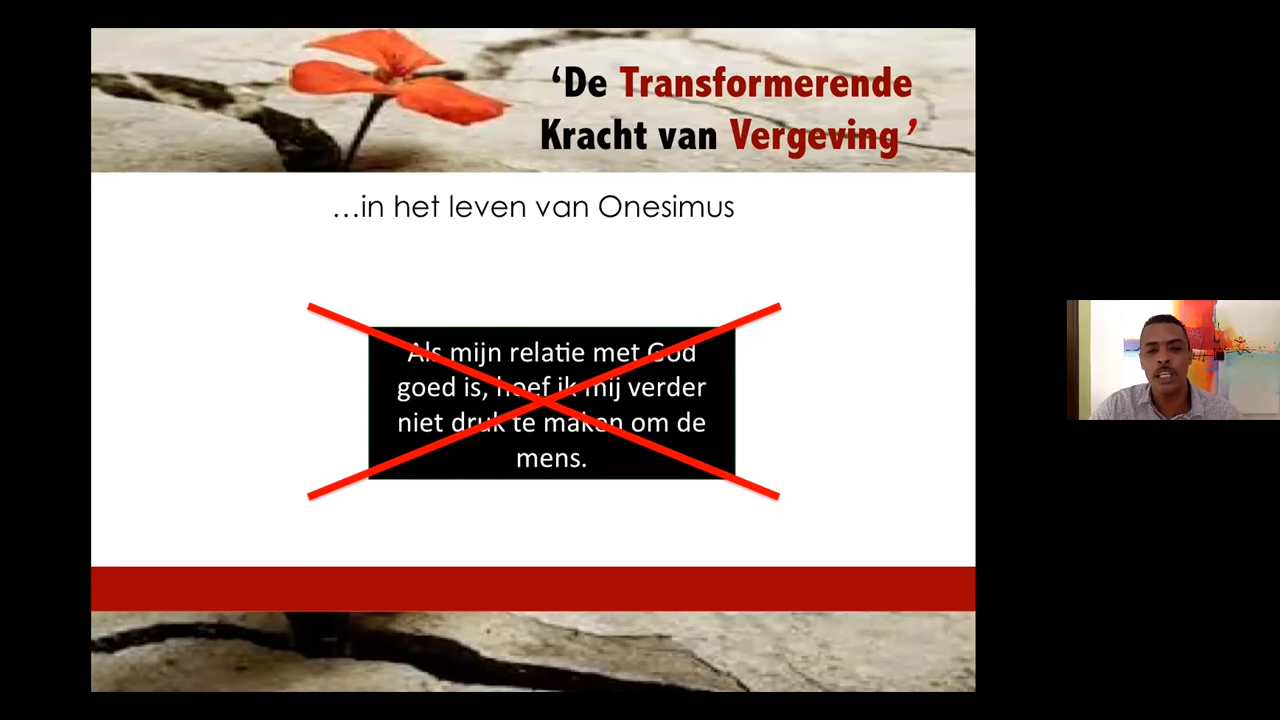 ‘De Transformerende
Kracht van Vergeving’
…in het leven van Onesimus
Als mijn relatie met God
goed is, hoef ik mij verder
niet druk te maken om de
mens.